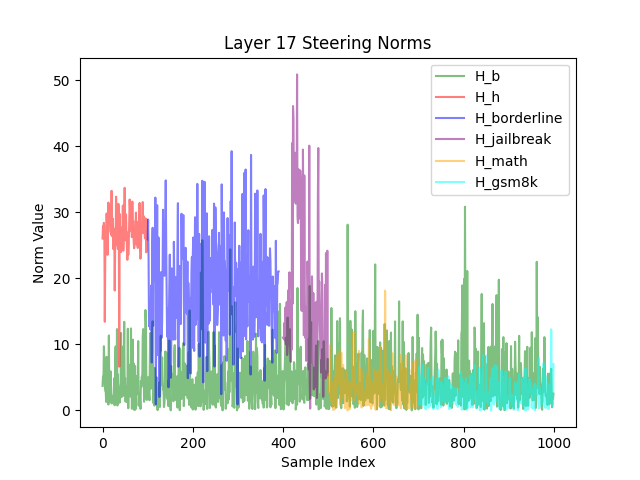 Layer 17 Steering Norms
Norm Value
50
40
30
20
10
0
0
200
400
600
800
1000
Sample Index
H_b
H_h
H_borderline
H_jailbreak
H_math
H_gsm8k